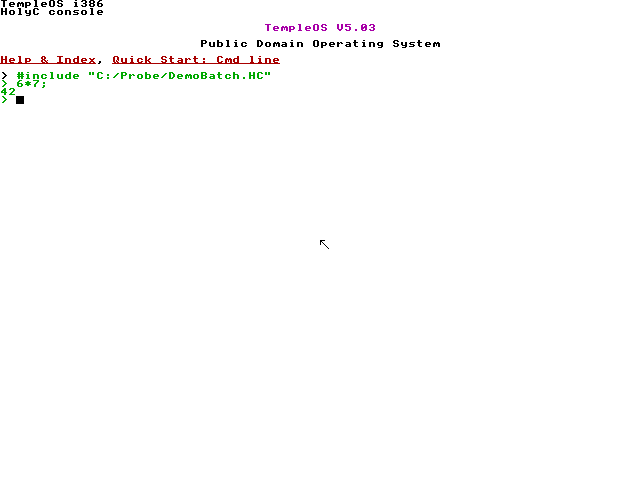 TempleOS i386
HolyC console
TempleOS V5.03
Public Domain Operating System
Help & Index, Quick Start: Cmd line
> #include "C:/Probe/DemoBatch.HC"
> 6*7;
42
>